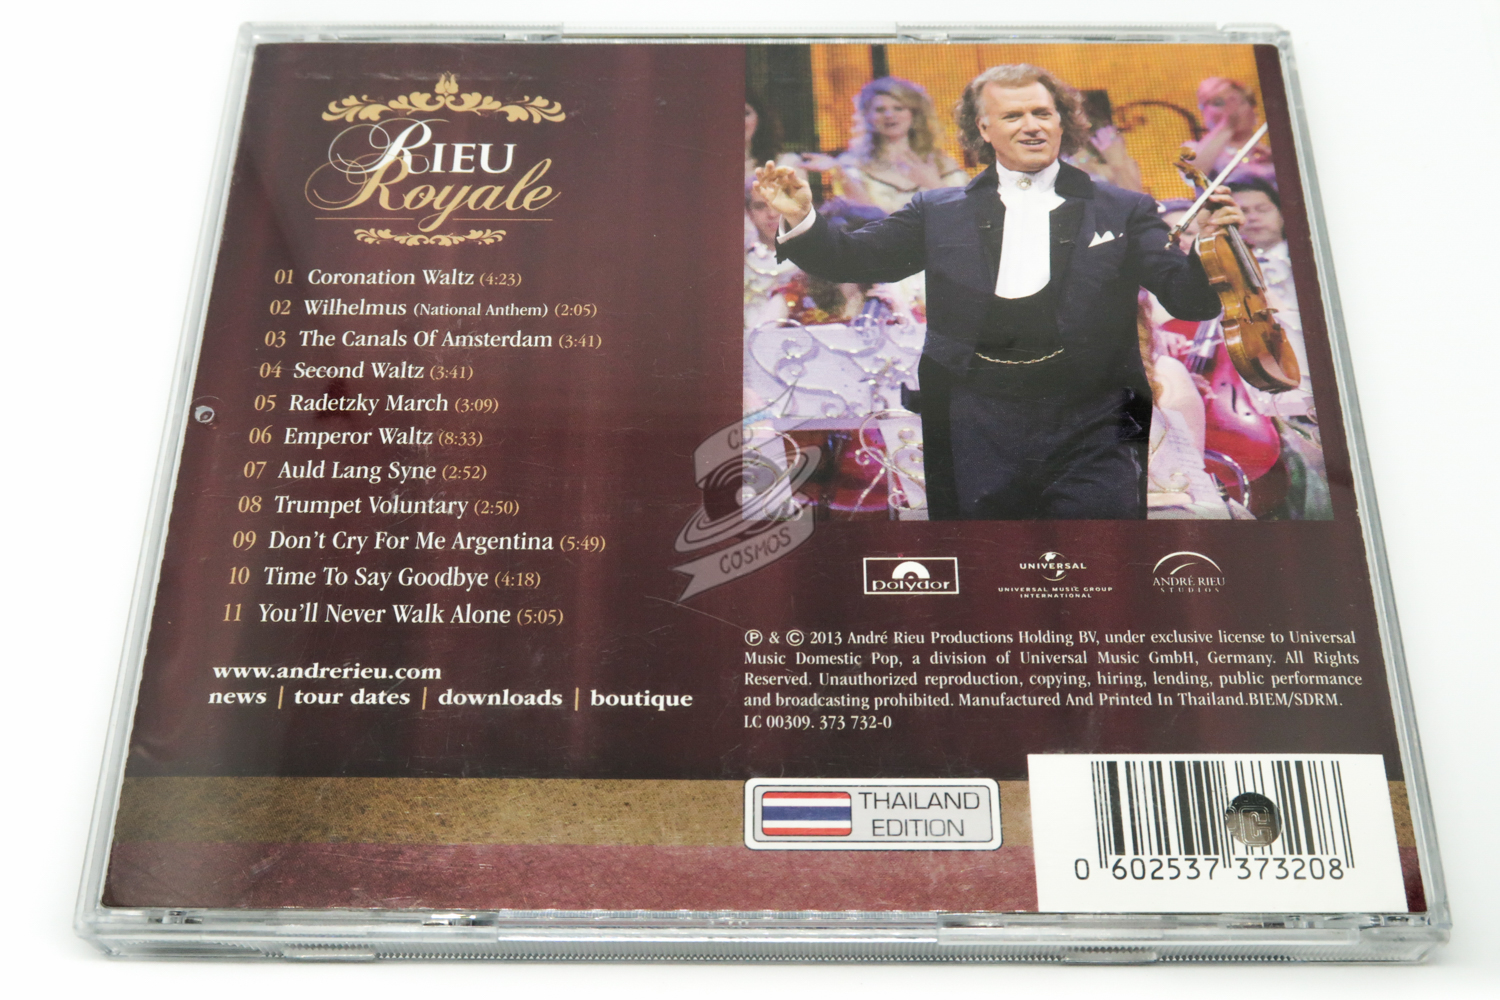 RIEU
Royale
01 Coronation Waltz (4:23)
02 Wilhelmus (National Anthem) (2:05)
03 The Canals Of Amsterdam (3:41)
04 Second Waltz (3:41)
05 Radetzky March (3:09)
06 Emperor Waltz (8:33)
07 Auld Lang Syne (2:52)
08 Trumpet Voluntary (2:50)
09 Don't Cry For Me Argentina (5:49)
10 Time To Say Goodbye (4:18)
11 You'll Never Walk Alone (5:05)
www.andrerieu.com
news | tour dates | downloads | boutique
CD
COSMOS
polydor
UNIVERSAL
UNIVERSAL MUSIC GROUP
INTERNATIONAL
ANDRÉ RIEU
STUDIOS
℗ & © 2013 André Rieu Productions Holding BV, under exclusive license to Universal
Music Domestic Pop, a division of Universal Music GmbH, Germany. All Rights
Reserved. Unauthorized reproduction, copying, hiring, lending, public performance
and broadcasting prohibited. Manufactured And Printed In Thailand.BIEM/SDRM.
LC 00309. 373 732-0
THAILAND
EDITION
0 602537 373208